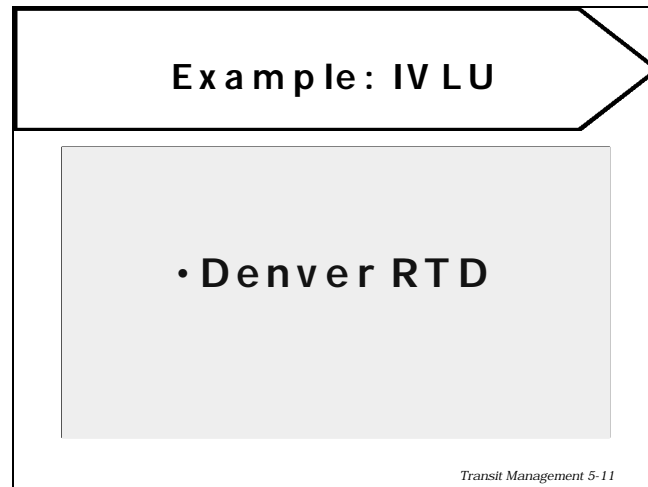 Example: IVLU
• Denver RTD
Transit Management 5-11